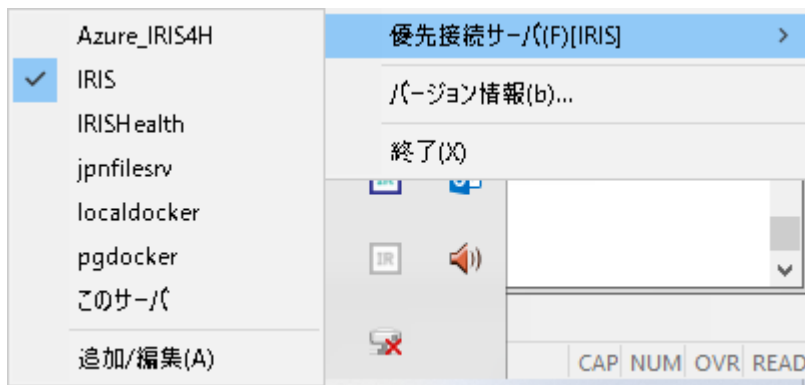 Azure_IRIS4H
IRIS
IRISHealth
jpnfilesrv
localdocker
pgdocker
このサーバ
追加/編集(A)
優先接続サーバ(F)[IRIS]
バージョン情報(b)...
終了(X)
IR
CAP NUM OVR READ